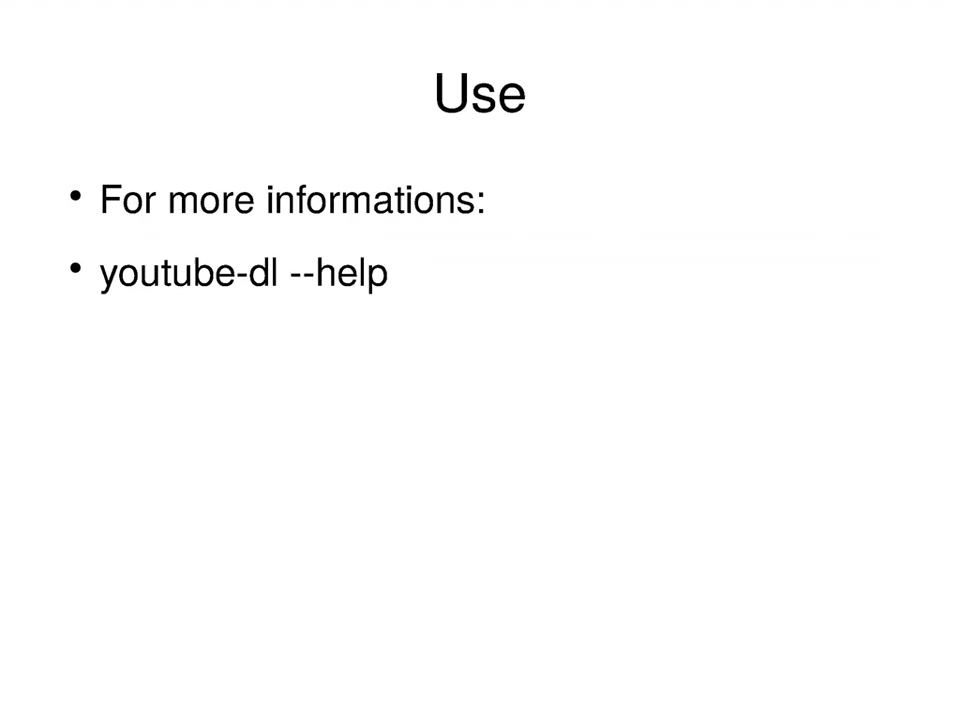 Use
• For more informations:
• youtube-dl --help